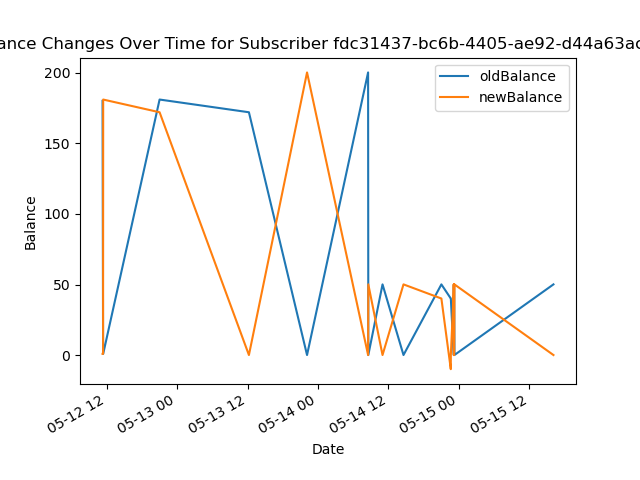 ance Changes Over Time for Subscriber fdc31437-bc6b-4405-ae92-d44a63ac
oldBalance
newBalance
200
150
100
50
0
Balance
05-12 12
05-13 00
05-13 12
05-14 00
05-14 12
05-15 00
05-15 12
Date